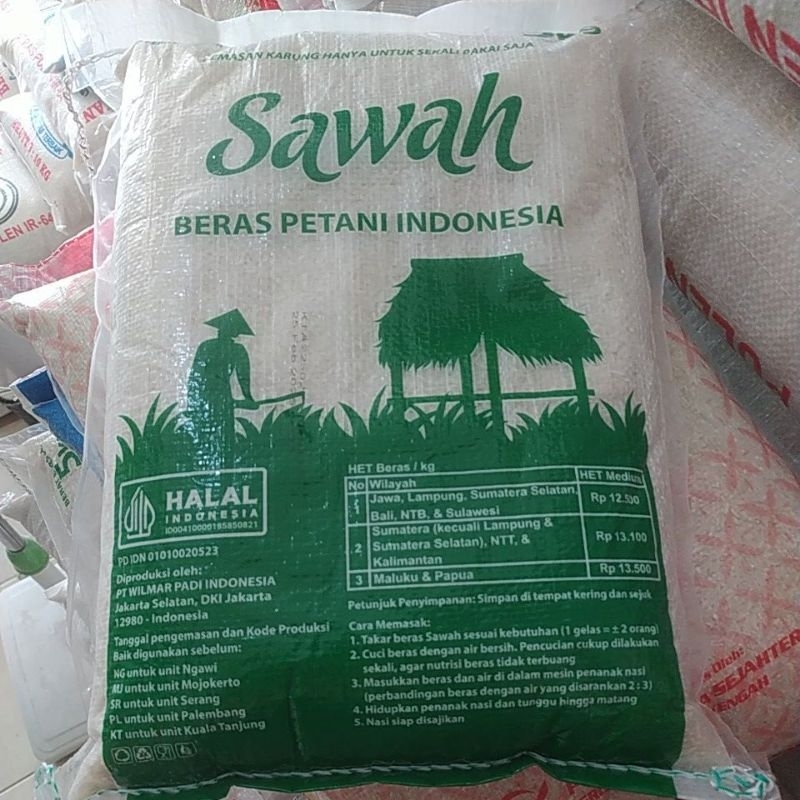 KEMASAN KARUNG HANYA UNTUK SEKALI PAKAI SAJA
Sawah
BERAS PETANI INDONESIA
HALAL
INDONESIA
ID00410000185850821
PD IDN 01010020523
Diproduksi oleh:
PT WILMAR PADI INDONESIA
Jakarta Selatan, DKI Jakarta
12980 - Indonesia
Tanggal pengemasan dan Kode Produksi
Baik digunakan sebelum:
NG untuk unit Ngawi
MJ untuk unit Mojokerto
SR untuk unit Serang
PL untuk unit Palembang
KT untuk unit Kuala Tanjung
HET Beras / kg
No Wilayah HET Medium
1 Jawa, Lampung, Sumatera Selatan, Bali, NTB, & Sulawesi Rp 12.500
2 Sumatera (kecuali Lampung & Sumatera Selatan), NTT, & Kalimantan Rp 13.100
3 Maluku & Papua Rp 13.500
Petunjuk Penyimpanan: Simpan di tempat kering dan sejuk
Cara Memasak:
1. Takar beras Sawah sesuai kebutuhan (1 gelas = ± 2 orang)
2. Cuci beras dengan air bersih. Pencucian cukup dilakukan
sekali, agar nutrisi beras tidak terbuang
3. Masukkan beras dan air di dalam mesin penanak nasi
(perbandingan beras dengan air yang disarankan 2 : 3)
4. Hidupkan penanak nasi dan tunggu hingga matang
5. Nasi siap disajikan
LEN IR-64